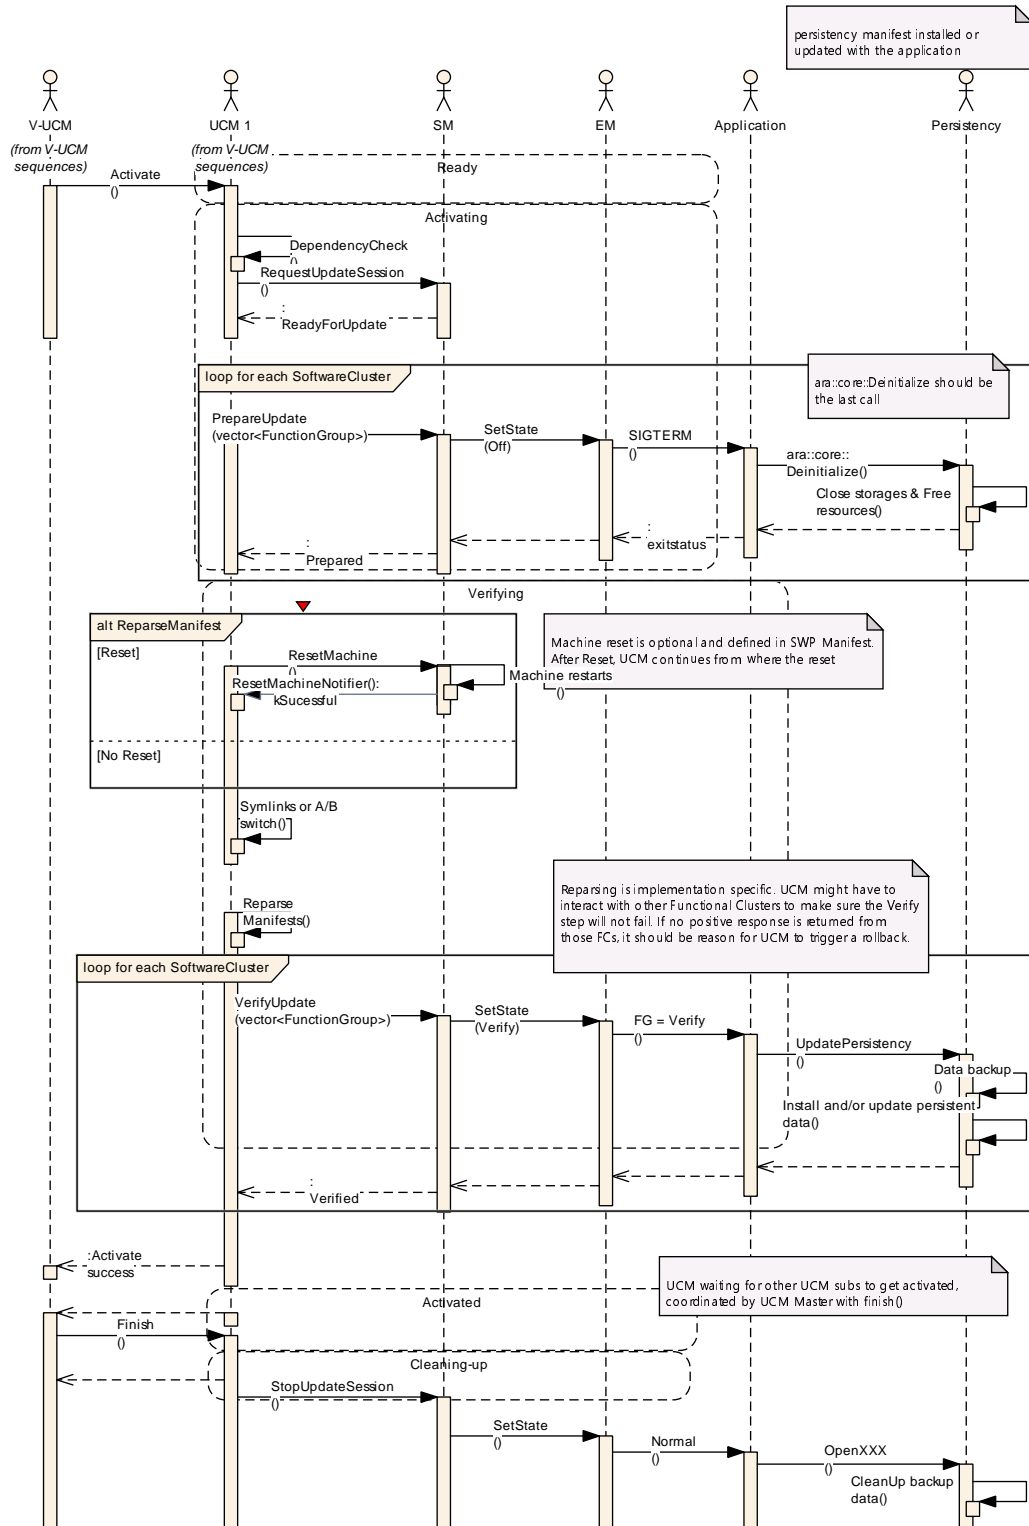 persistency manifest installed or
updated with the application
V-UCM
UCM 1
SM
EM
Application
Persistency
(from V-UCM
sequences)
(from V-UCM
sequences)
Ready
Activate
()
Activating
DependencyCheck
()
RequestUpdateSession
()
:
ReadyForUpdate
loop for each SoftwareCluster
ara::core::Deinitialize should be
the last call
PrepareUpdate
(vector<FunctionGroup>)
SetState
(Off)
SIGTERM
()
ara::core::
Deinitialize()
Close storages & Free
resources()
:
exitstatus
:
Prepared
Verifying
alt ReparseManifest
[Reset]
Machine reset is optional and defined in SWP Manifest.
After Reset, UCM continues from where the reset
ResetMachine
()
Machine restarts
()
ResetMachineNotifier():
kSucessful
[No Reset]
Symlinks or A/B
switch()
Reparsing is implementation specific. UCM might have to
interact with other Functional Clusters to make sure the Verify
step will not fail. If no positive response is returned from
those FCs, it should be reason for UCM to trigger a rollback.
Reparse
Manifests()
loop for each SoftwareCluster
VerifyUpdate
(vector<FunctionGroup>)
SetState
(Verify)
FG = Verify
()
UpdatePersistency
()
Data backup
()
Install and/or update persistent
data()
:
Verified
:Activate
success
UCM waiting for other UCM subs to get activated,
coordinated by UCM Master with finish()
Activated
Finish
()
Cleaning-up
StopUpdateSession
()
SetState
()
Normal
()
OpenXXX
()
CleanUp backup
data()